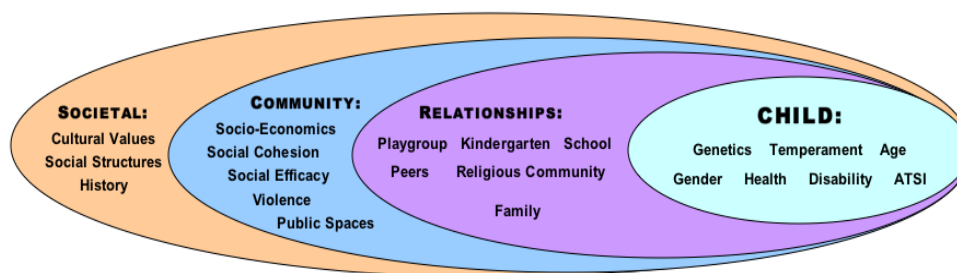 SOCIETAL:
Cultural Values
Social Structures
History
COMMUNITY:
Socio-Economics
Social Cohesion
Social Efficacy
Violence
Public Spaces
RELATIONSHIPS:
Playgroup Kindergarten School
Peers Religious Community
Family
CHILD:
Genetics Temperament Age
Gender Health Disability ATSI